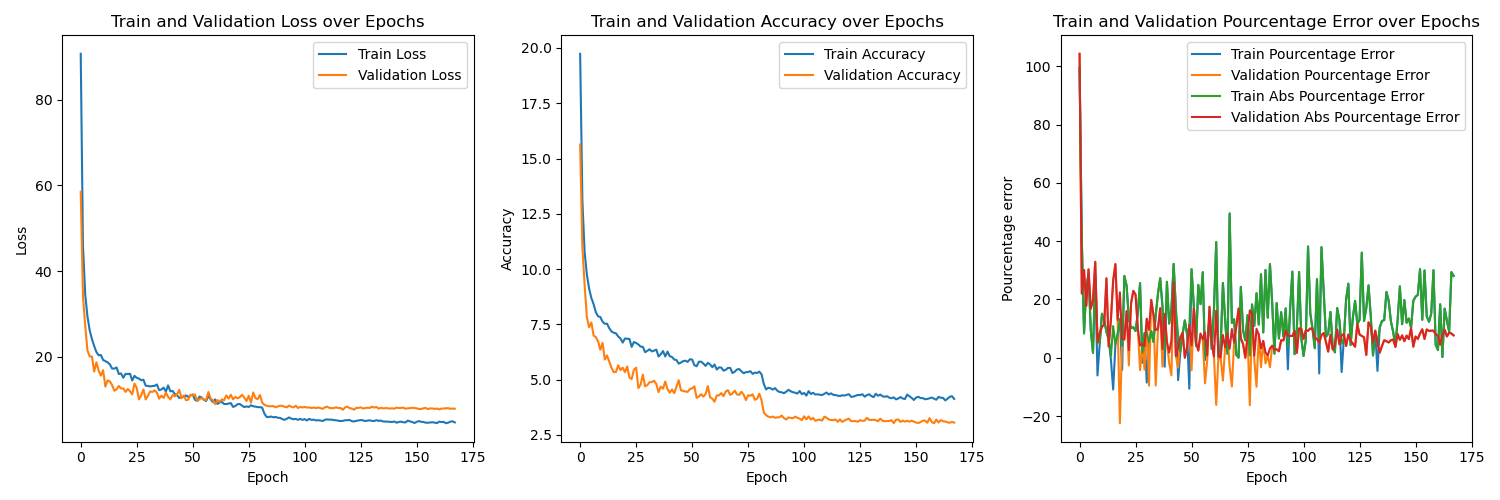 Train and Validation Loss over Epochs
Train Loss
Validation Loss
80
60
40
20
Loss
0
25
50
75
100
125
150
175
Epoch
Train and Validation Accuracy over Epochs
Train Accuracy
Validation Accuracy
20.0
17.5
15.0
12.5
10.0
7.5
5.0
2.5
Accuracy
0
25
50
75
100
125
150
175
Epoch
Train and Validation Pourcentage Error over Epochs
Train Pourcentage Error
Validation Pourcentage Error
Train Abs Pourcentage Error
Validation Abs Pourcentage Error
100
80
60
40
20
0
−20
Pourcentage error
0
25
50
75
100
125
150
175
Epoch